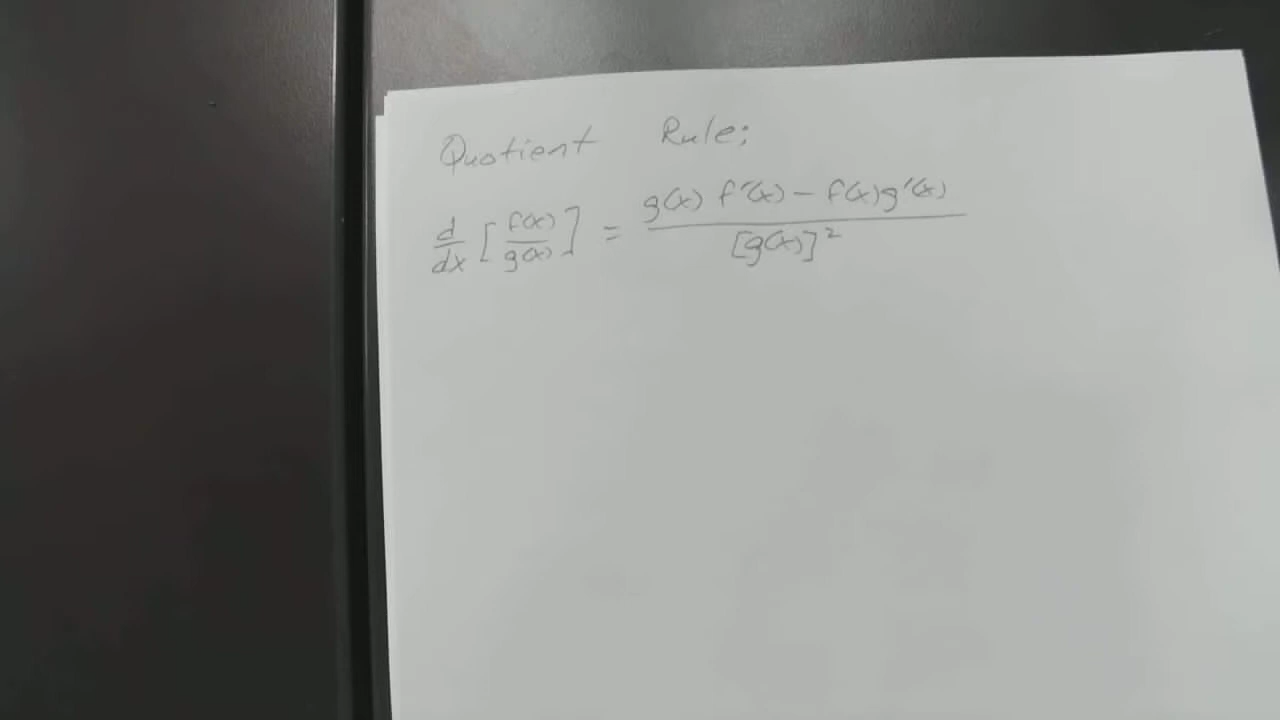 Quotient Rule:
d/dx [f(x)/g(x)] = g(x) f'(x) - f(x)g'(x) / [g(x)]²